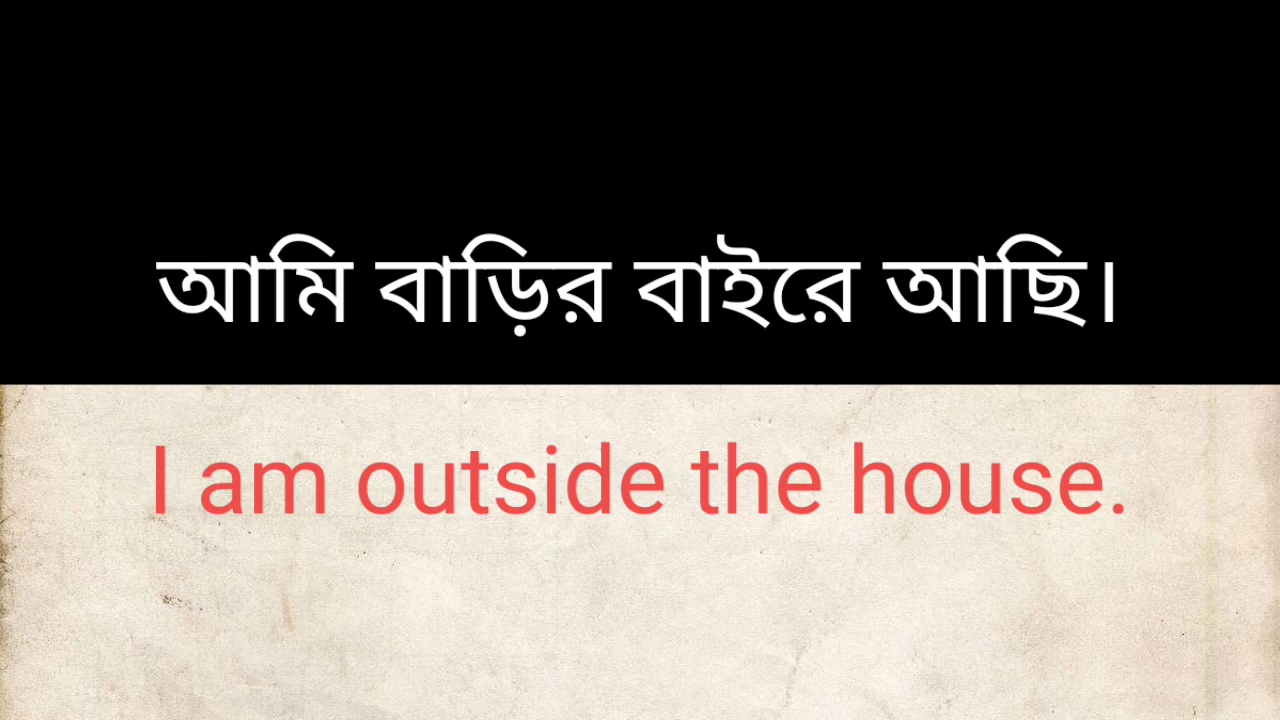 আমি বাড়ির বাইরে আছি।
I am outside the house.